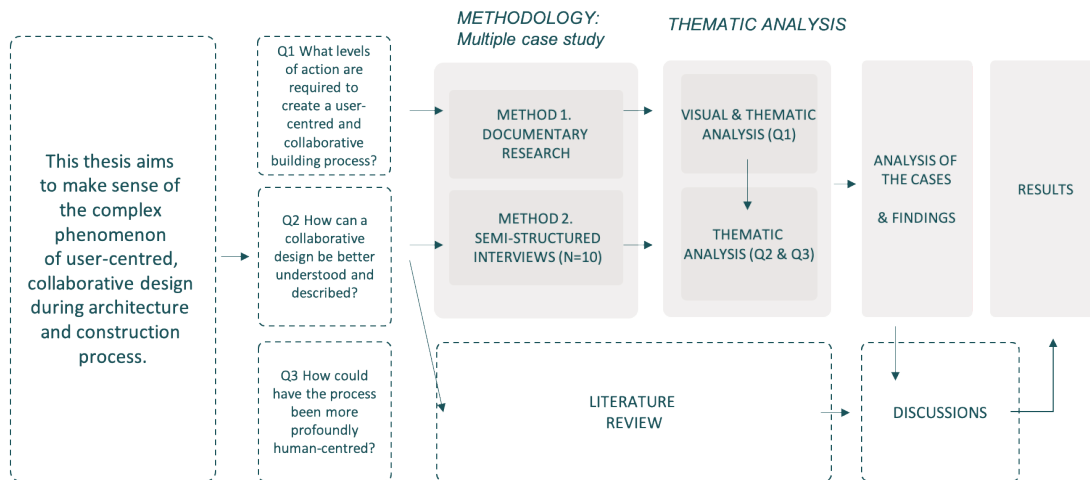 METHODOLOGY:
Multiple case study
THEMATIC ANALYSIS
This thesis aims
to make sense of
the complex
phenomenon
of user-centred,
collaborative design
during architecture
and construction
process.
Q1 What levels
of action are
required to
create a user-
centred and
collaborative
building process?
Q2 How can a
collaborative
design be better
understood and
described?
Q3 How could
have the process
been more
profoundly
human-centred?
METHOD 1.
DOCUMENTARY
RESEARCH
METHOD 2.
SEMI-STRUCTURED
INTERVIEWS (N=10)
VISUAL & THEMATIC
ANALYSIS (Q1)
THEMATIC
ANALYSIS (Q2 & Q3)
ANALYSIS OF
THE CASES
& FINDINGS
RESULTS
LITERATURE
REVIEW
DISCUSSIONS